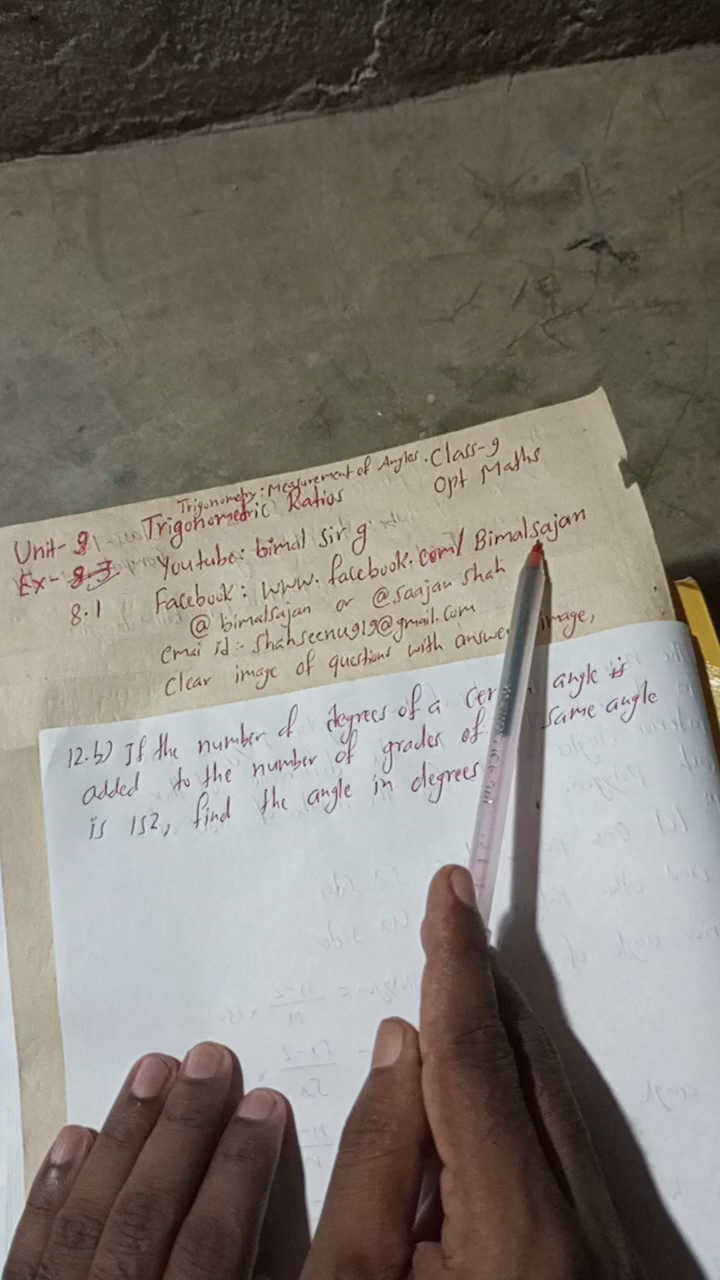 Trigonometry: Measurement of Angles. Class-9
Unit- 9 Trigonometric Ratios Opt Maths
Ex- 8.3 Youtube: bimal sir g
8.1 Facebook: www.facebook.com/Bimalsajan
@bimalsajan or @saajan shah
emai id:- shahseenu919@gmail.com
Clear image of questions with answer image,
12.b) If the number of degrees of a angle is
added to the number of grades of same angle
is 152, find the angle in degrees